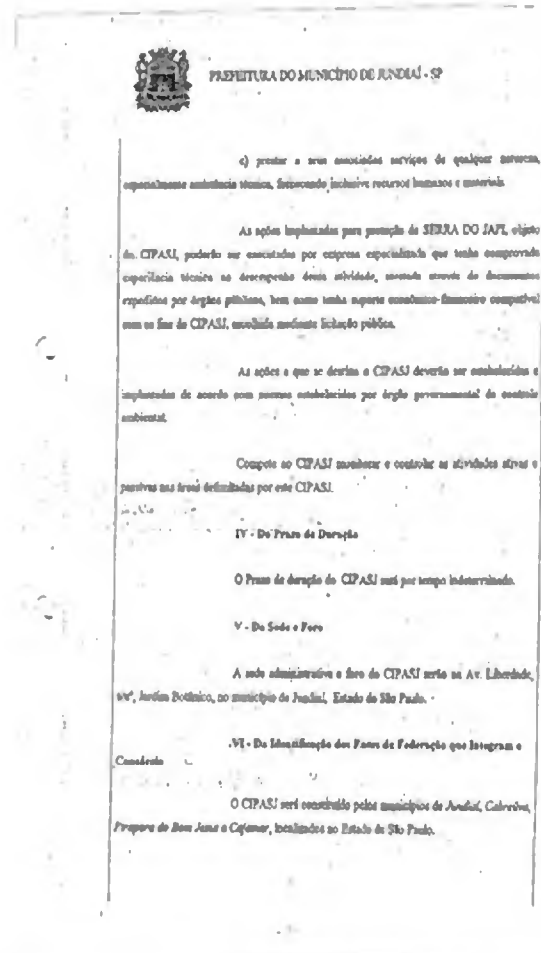 PREFEITURA DO MUNICÍPIO DE JUNDIAÍ - SP
c) prestar a seus associados serviços de qualquer natureza,
especialmente assistência técnica, fornecendo inclusive recursos humanos e materiais.
As ações implantadas para proteção da SERRA DO JAPI, objeto
do CIPASJ, poderão ser executadas por empresa especializada que tenha comprovada
experiência técnica no desempenho desta atividade, atestada através de documentos
expedidos por órgãos públicos, bem como tenha suporte econômico-financeiro compatível
com os fins do CIPASJ, escolhida mediante licitação pública.
As ações a que se destina o CIPASJ deverão ser estabelecidas e
implantadas de acordo com normas estabelecidas por órgão governamental de controle
ambiental.
Compete ao CIPASJ monitorar e controlar as atividades ativas e
passivas nas áreas delimitadas por este CIPASJ.
IV - Do Prazo de Duração
O Prazo de duração do CIPASJ será por tempo indeterminado.
V - Da Sede e Foro
A sede administrativa e foro do CIPASJ serão na Av. Liberdade,
s/nº, Jardim Botânico, no município de Jundiaí, Estado de São Paulo.
VI - Da Identificação dos Entes da Federação que Integram o
Consórcio
O CIPASJ será constituído pelos municípios de Jundiaí, Cabreúva,
Pirapora do Bom Jesus e Cajamar, localizados no Estado de São Paulo.